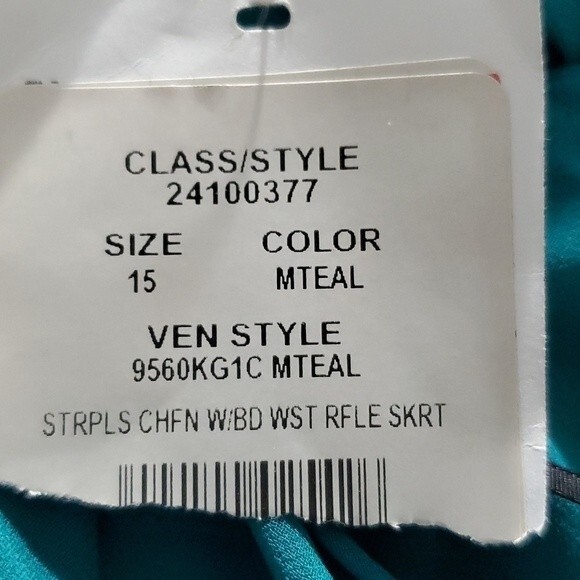 CLASS/STYLE
24100377
SIZE COLOR
15 MTEAL
VEN STYLE
9560KG1C MTEAL
STRPLS CHFN W/BD WST RFLE SKRT